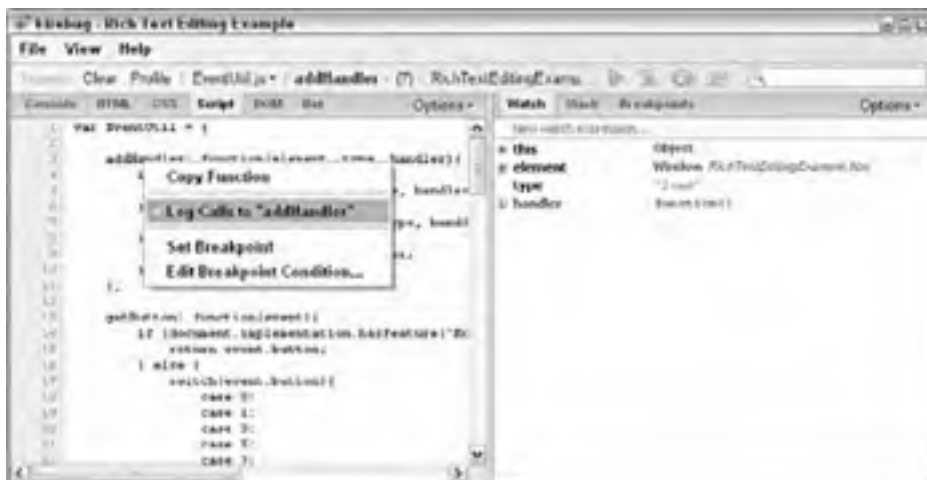 Firebug - Rich Text Editing Example
File View Help
Clear Profile EventUtil.js addHandler (?) RichTextEditingExamp...
Console HTML CSS Script DOM Net Options
Watch Stack Breakpoints Options
New watch expression...
this Object
element Window RichTextEditingExample.htm
type
handler function()
var EventUtil = {
addHandler: function(element, type, handler){
Copy Function
Log Calls to "addHandler"
Set Breakpoint
Edit Breakpoint Condition...
},
getButton: function(event){
if (document.implementation.hasFeature(
return event.button;
} else {
switch(event.button){
case 0:
case 1:
case 3:
case 5:
case 7: